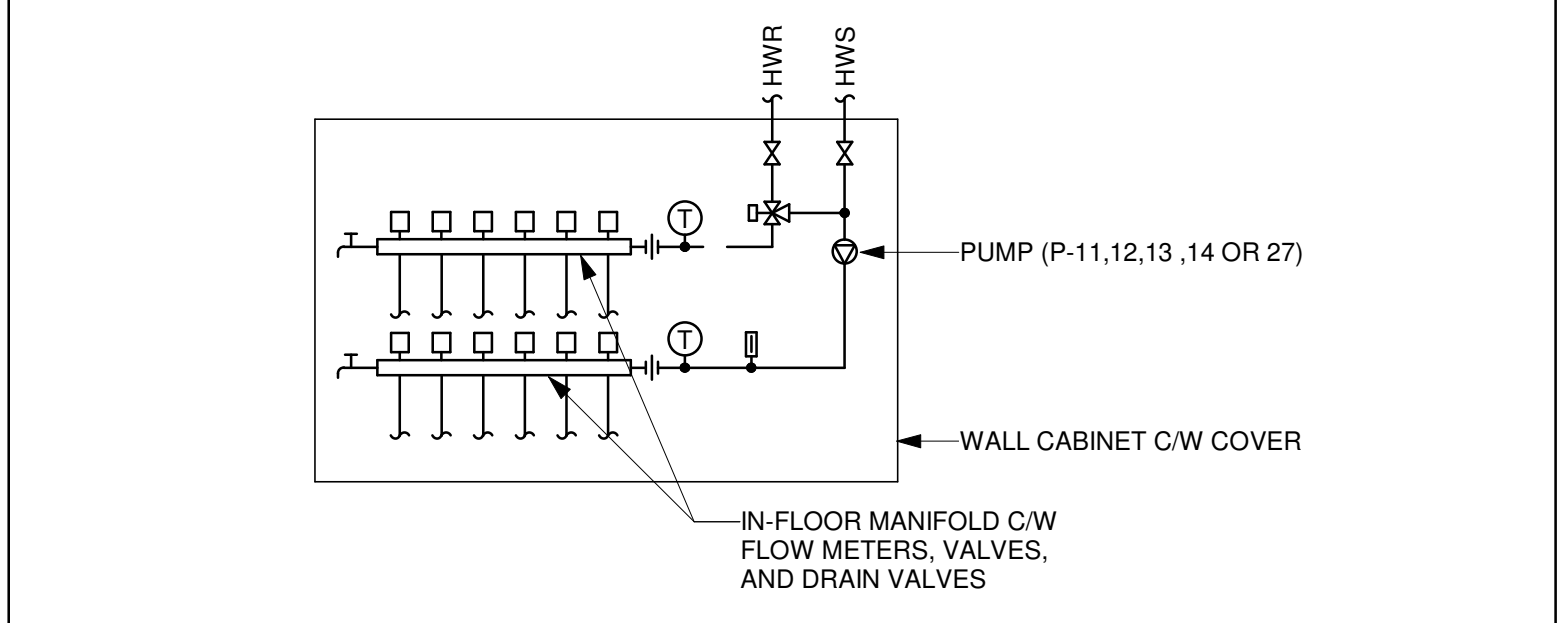 HWR
HWS
T
PUMP (P-11,12,13 ,14 OR 27)
T
WALL CABINET C/W COVER
IN-FLOOR MANIFOLD C/W
FLOW METERS, VALVES,
AND DRAIN VALVES